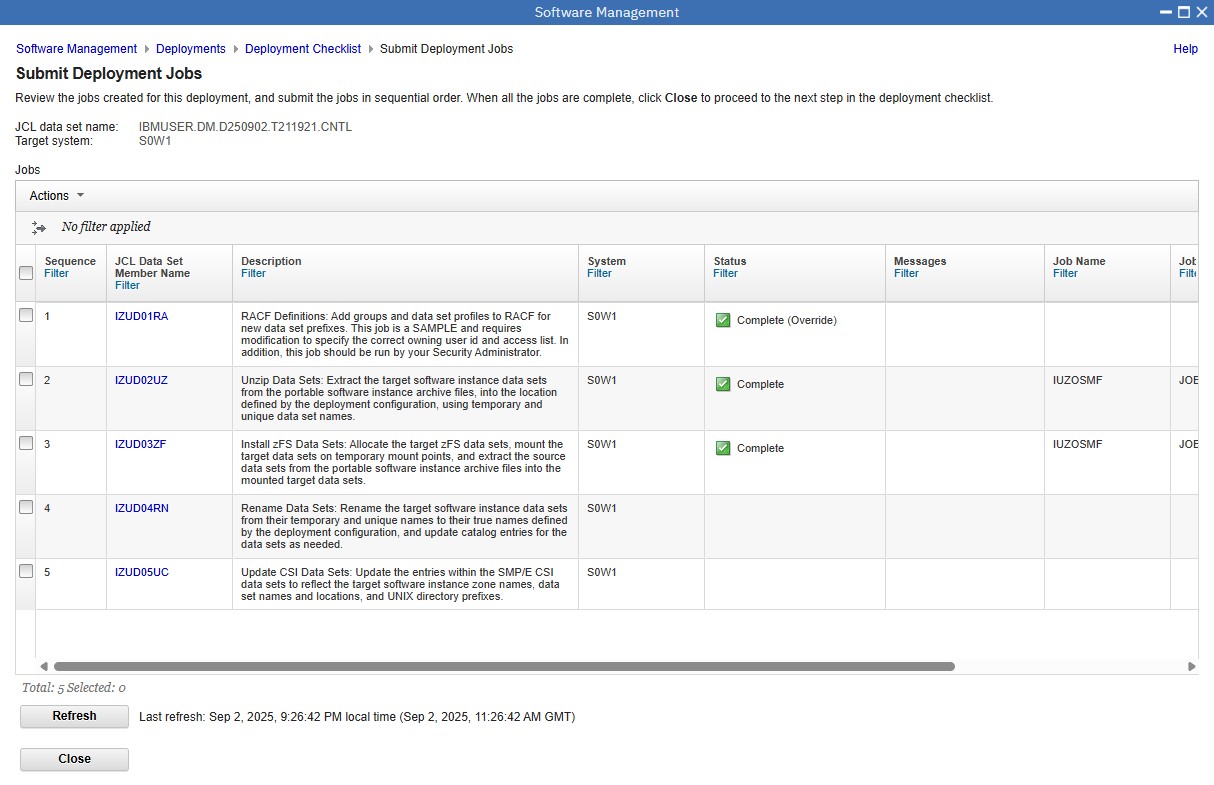 Software Management
Software Management Deployments Deployment Checklist Submit Deployment Jobs Help
Submit Deployment Jobs
Review the jobs created for this deployment, and submit the jobs in sequential order. When all the jobs are complete, click Close to proceed to the next step in the deployment checklist.
JCL data set name: IBMUSER.DM.D250902.T211921.CNTL
Target system: S0W1
Jobs
Actions
No filter applied
Sequence
Filter
JCL Data Set
Member Name
Filter
Description
Filter
System
Filter
Status
Filter
Messages
Filter
Job Name
Filter
Job
1
IZUD01RA
RACF Definitions: Add groups and data set profiles to RACF for
new data set prefixes. This job is a SAMPLE and requires
modification to specify the correct owning user id and access list. In
addition, this job should be run by your Security Administrator.
S0W1
Complete (Override)
2
IZUD02UZ
Unzip Data Sets: Extract the target software instance data sets
from the portable software instance archive files, into the location
defined by the deployment configuration, using temporary and
unique data set names.
S0W1
Complete
IUZOSMF
3
IZUD03ZF
Install zFS Data Sets: Allocate the target zFS data sets, mount the
target data sets on temporary mount points, and extract the source
data sets from the portable software instance archive files into the
mounted target data sets.
S0W1
Complete
IUZOSMF
4
IZUD04RN
Rename Data Sets: Rename the target software instance data sets
from their temporary and unique names to their true names defined
by the deployment configuration, and update catalog entries for the
data sets as needed.
S0W1
5
IZUD05UC
Update CSI Data Sets: Update the entries within the SMP/E CSI
data sets to reflect the target software instance zone names, data
set names and locations, and UNIX directory prefixes.
S0W1
Total: 5 Selected: 0
Refresh Last refresh: Sep 2, 2025, 9:26:42 PM local time (Sep 2, 2025, 11:26:42 AM GMT)
Close